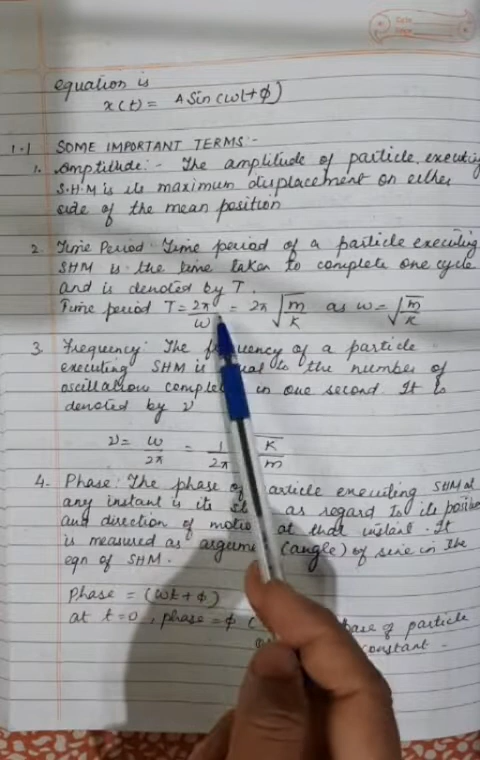 Date
Page
equation is
x(t) = A Sin (ωt + φ)
1.1 SOME IMPORTANT TERMS :-
1. Amplitude :- The amplitude of particle executing
S.H.M is its maximum displacement on either
side of the mean position
2. Time Period : Time period of a particle executing
SHM is the time taken to complete one cycle
and is denoted by T.
Time period T = 2π/ω = 2π √m/K as ω = √m/K
3. Frequency : The frequency of a particle
executing SHM is to the number of
oscillation in one second. It is
denoted by ν
ν = ω/2π = 1/2π K/m
4. Phase : The phase of particle executing SHM at
any instant is its as regard to its position
and direction of at that instant. It
is measured as (angle) of sine in the
eqn of SHM.
Phase = (ωt + φ)
at t=0, phase = φ of particle
constant -